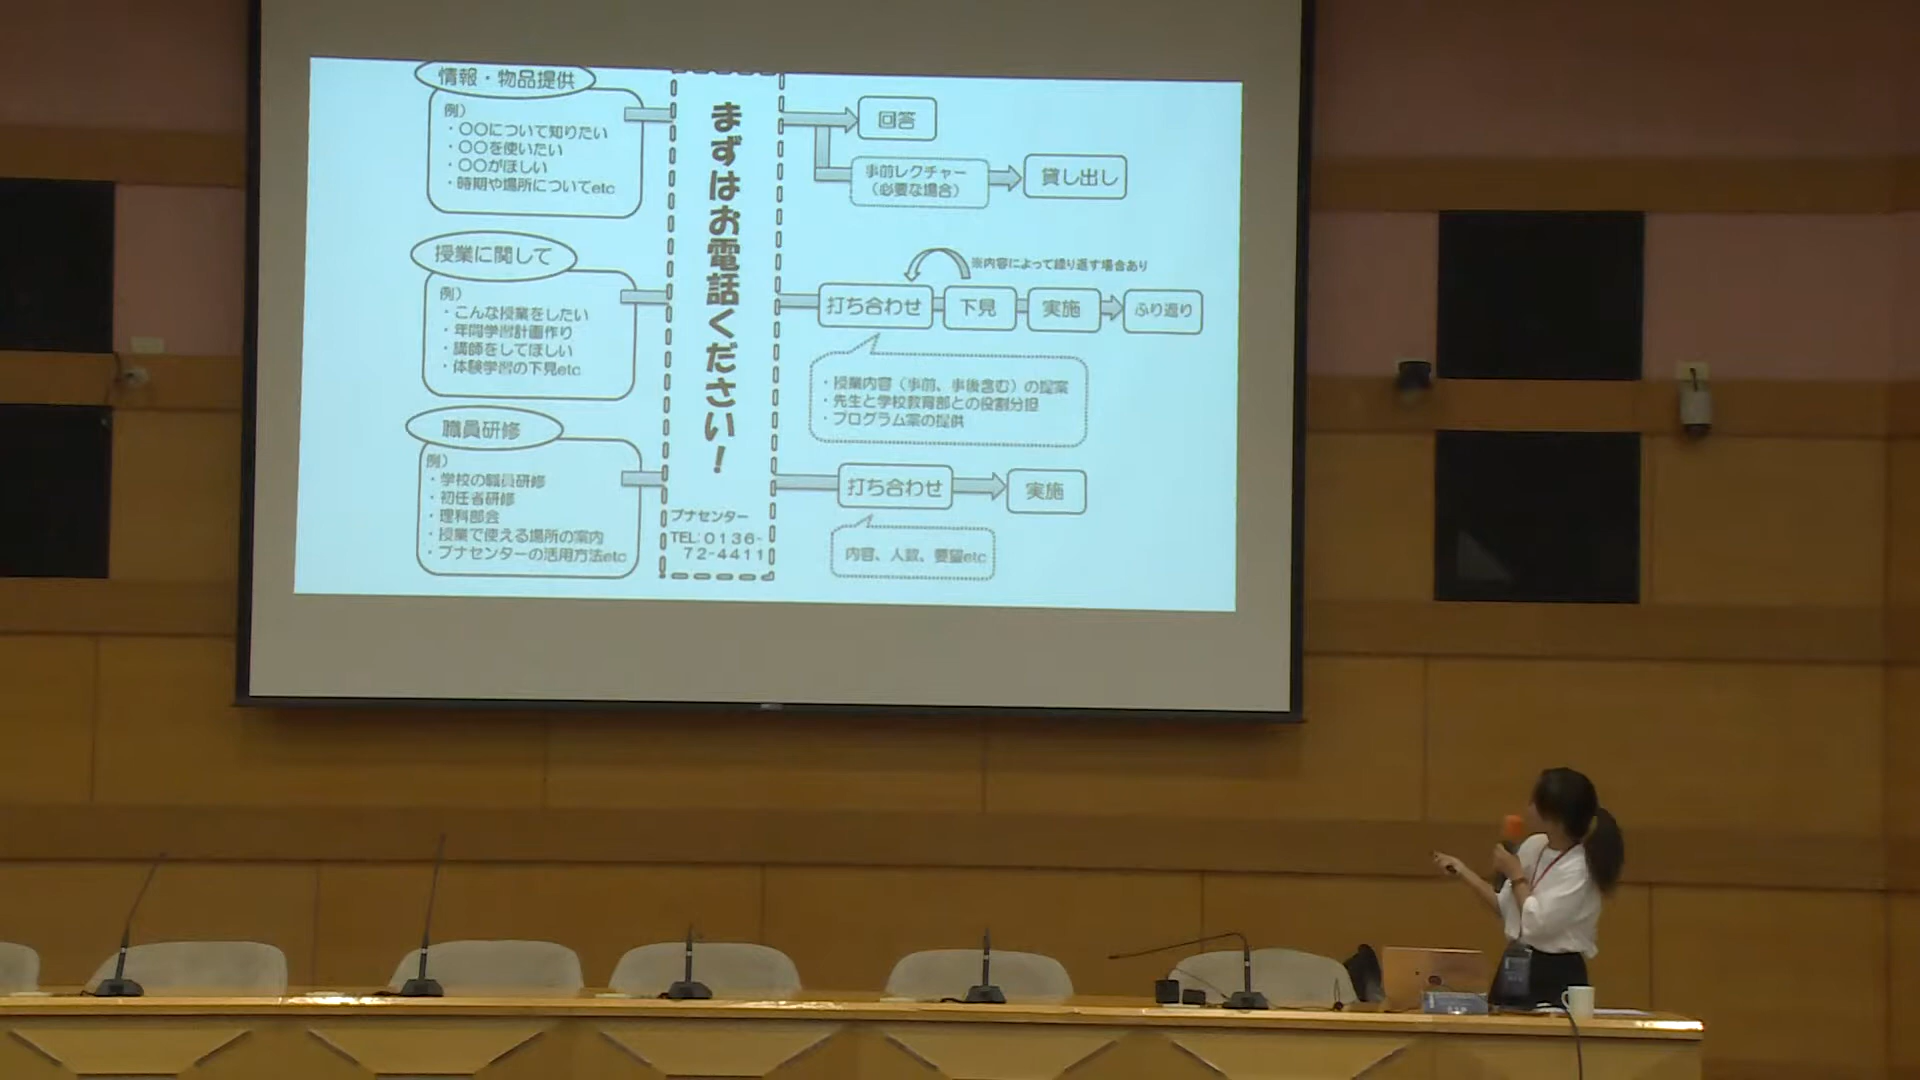 情報・物品提供
例)
・〇〇について知りたい
・〇〇を使いたい
・〇〇がほしい
・時期や場所についてetc
授業に関して
例)
・こんな授業をしたい
・年間学習計画作り
・講師をしてほしい
・体験学習の下見etc
職員研修
例)
・学校の職員研修
・初任者研修
・理科部会
・授業で使える場所の案内
・ブナセンターの活用方法etc
まずはお電話ください!
ブナセンター
TEL:0136-
72-4411
回答
事前レクチャー
(必要な場合)
貸し出し
※内容によって繰り返す場合あり
打ち合わせ
下見
実施
ふり返り
・授業内容(事前、事後含む)の提案
・先生と学校教育部との役割分担
・プログラム案の提供
打ち合わせ
実施
内容、人数、要望etc